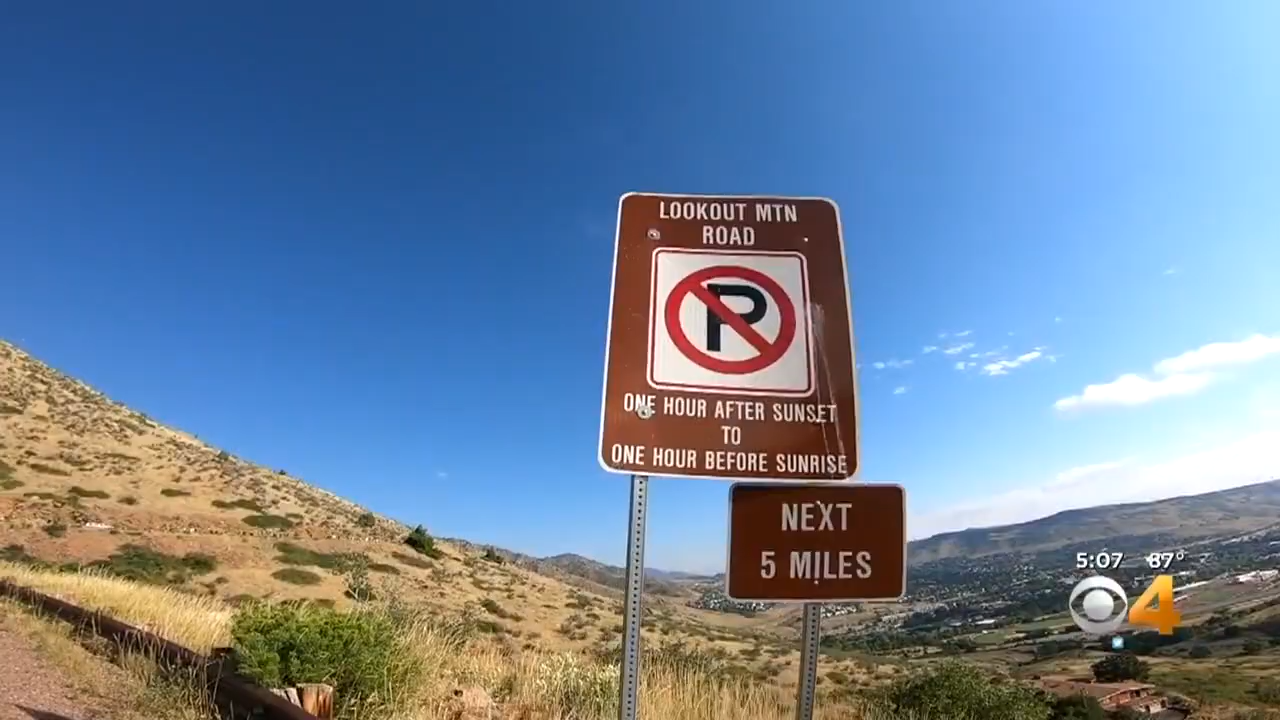 LOOKOUT MTN
ROAD
P
ONE HOUR AFTER SUNSET
TO
ONE HOUR BEFORE SUNRISE
NEXT
5 MILES
5:07 87°
4